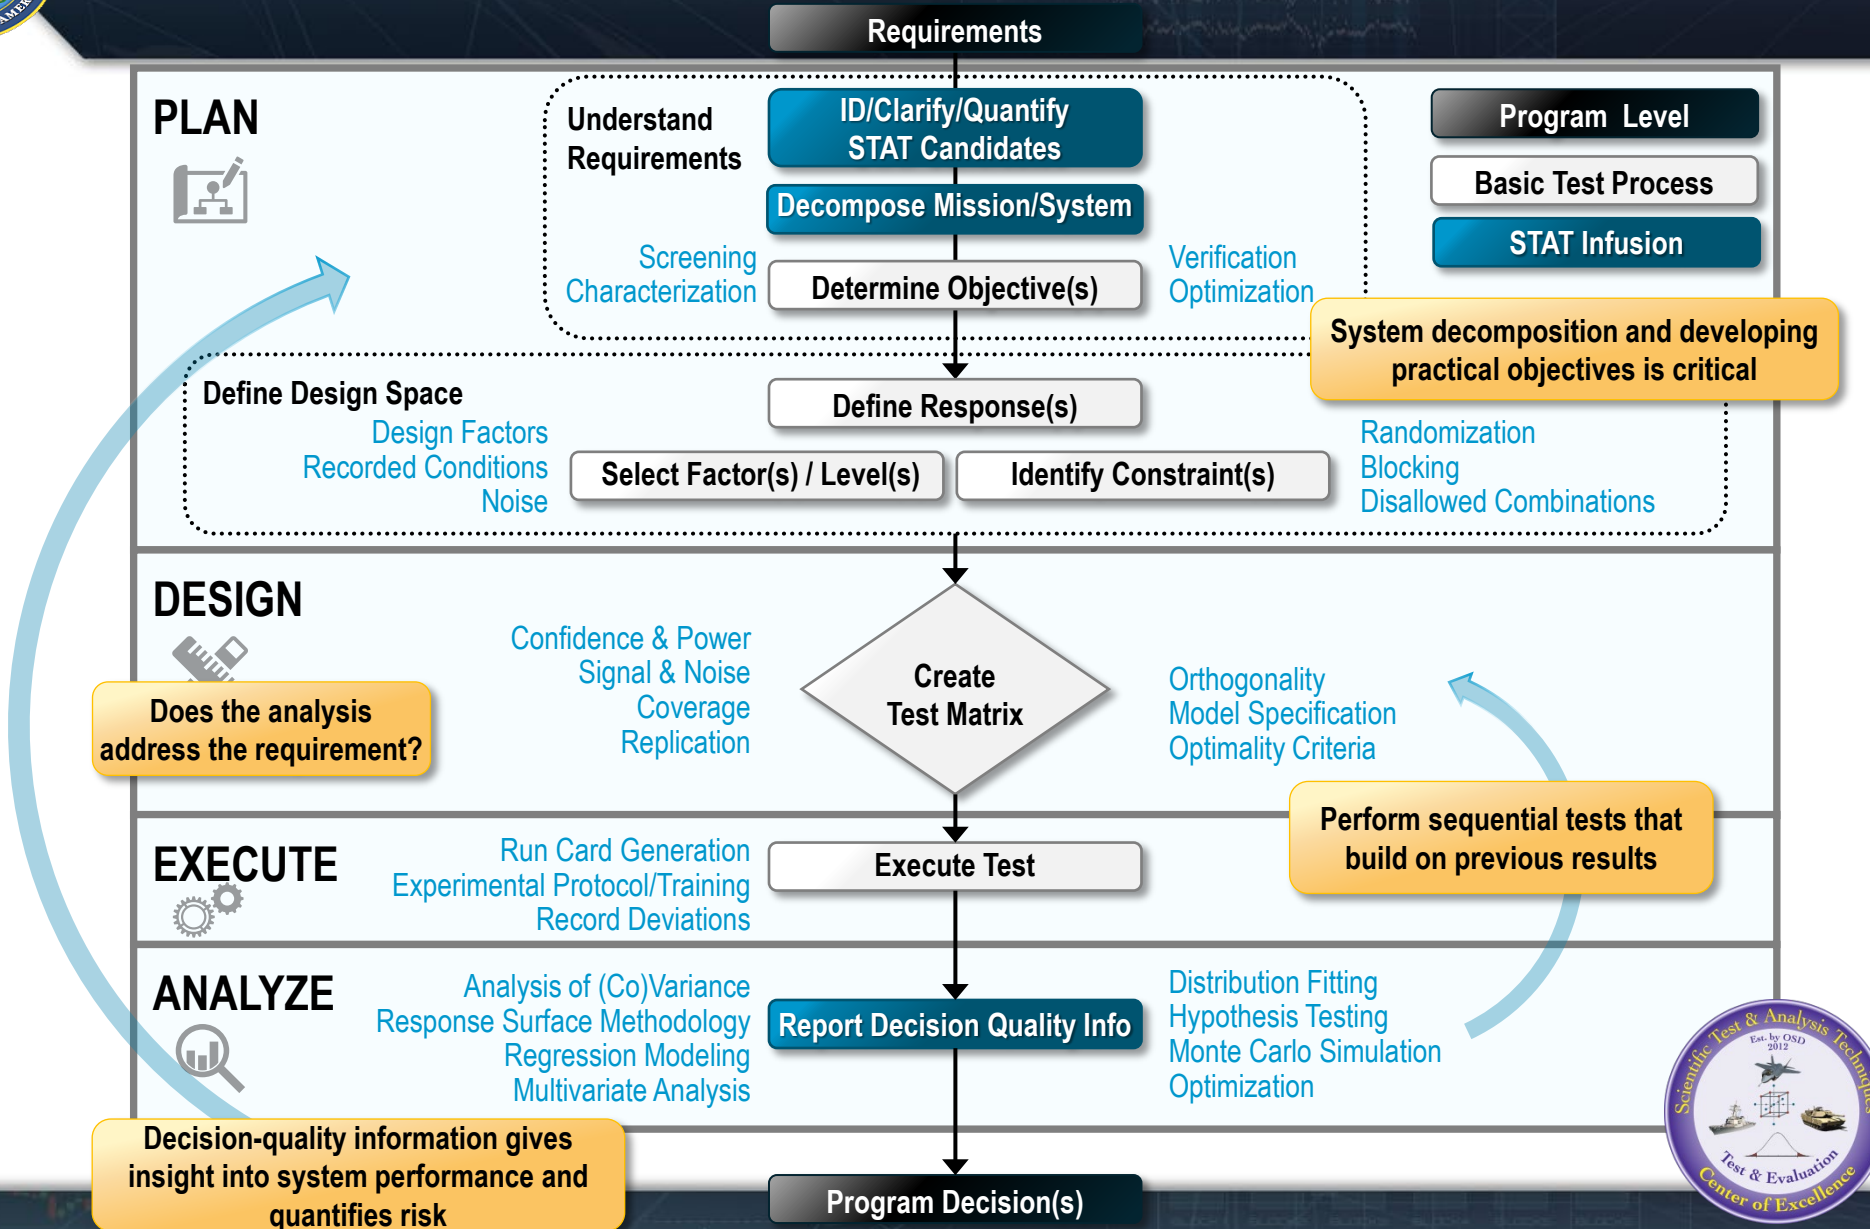 AMER
Requirements
PLAN
Understand
Requirements
ID/Clarify/Quantify
STAT Candidates
Decompose Mission/System
Screening
Characterization
Determine Objective(s)
Verification
Optimization
Program Level
Basic Test Process
STAT Infusion
System decomposition and developing
practical objectives is critical
Define Design Space
Design Factors
Recorded Conditions
Noise
Define Response(s)
Select Factor(s) / Level(s)
Identify Constraint(s)
Randomization
Blocking
Disallowed Combinations
DESIGN
Does the analysis
address the requirement?
Confidence & Power
Signal & Noise
Coverage
Replication
Create
Test Matrix
Orthogonality
Model Specification
Optimality Criteria
Perform sequential tests that
build on previous results
EXECUTE
Run Card Generation
Experimental Protocol/Training
Record Deviations
Execute Test
ANALYZE
Analysis of (Co)Variance
Response Surface Methodology
Regression Modeling
Multivariate Analysis
Report Decision Quality Info
Distribution Fitting
Hypothesis Testing
Monte Carlo Simulation
Optimization
Decision-quality information gives
insight into system performance and
quantifies risk
Program Decision(s)
Scientific Test & Analysis Techniques
Est. by OSD
2012
Test & Evaluation
Center of Excellence